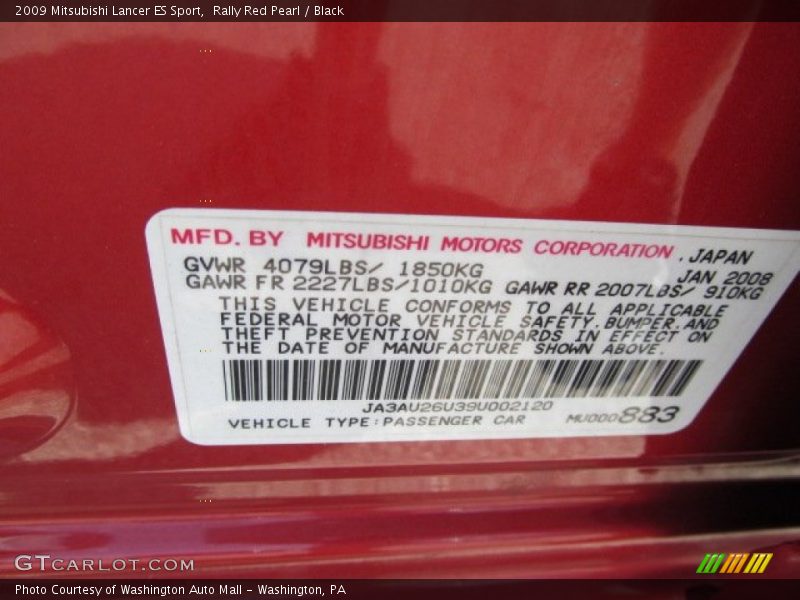 2009 Mitsubishi Lancer ES Sport,  Rally Red Pearl / Black
MFD. BY MITSUBISHI MOTORS CORPORATION , JAPAN
GVWR 4079LBS/ 1850KG JAN 2008
GAWR FR 2227LBS/1010KG GAWR RR 2007LBS/ 910KG
THIS VEHICLE CONFORMS TO ALL APPLICABLE
FEDERAL MOTOR VEHICLE SAFETY, BUMPER, AND
THEFT PREVENTION STANDARDS IN EFFECT ON
THE DATE OF MANUFACTURE SHOWN ABOVE.
JA3AU26U39U002120
VEHICLE TYPE:PASSENGER CAR MU000883
GTCARLOT.COM
Photo Courtesy of Washington Auto Mall - Washington, PA